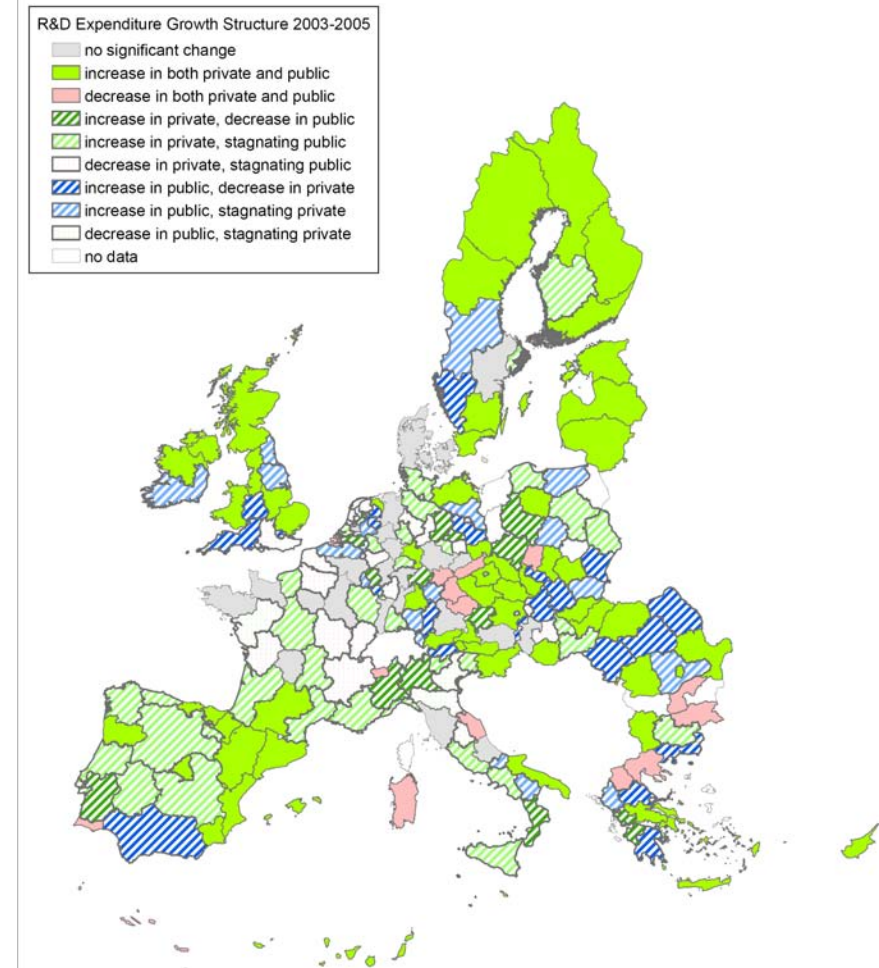 R&D Expenditure Growth Structure 2003-2005
no significant change
increase in both private and public
decrease in both private and public
increase in private, decrease in public
increase in private, stagnating public
decrease in private, stagnating public
increase in public, decrease in private
increase in public, stagnating private
decrease in public, stagnating private
no data